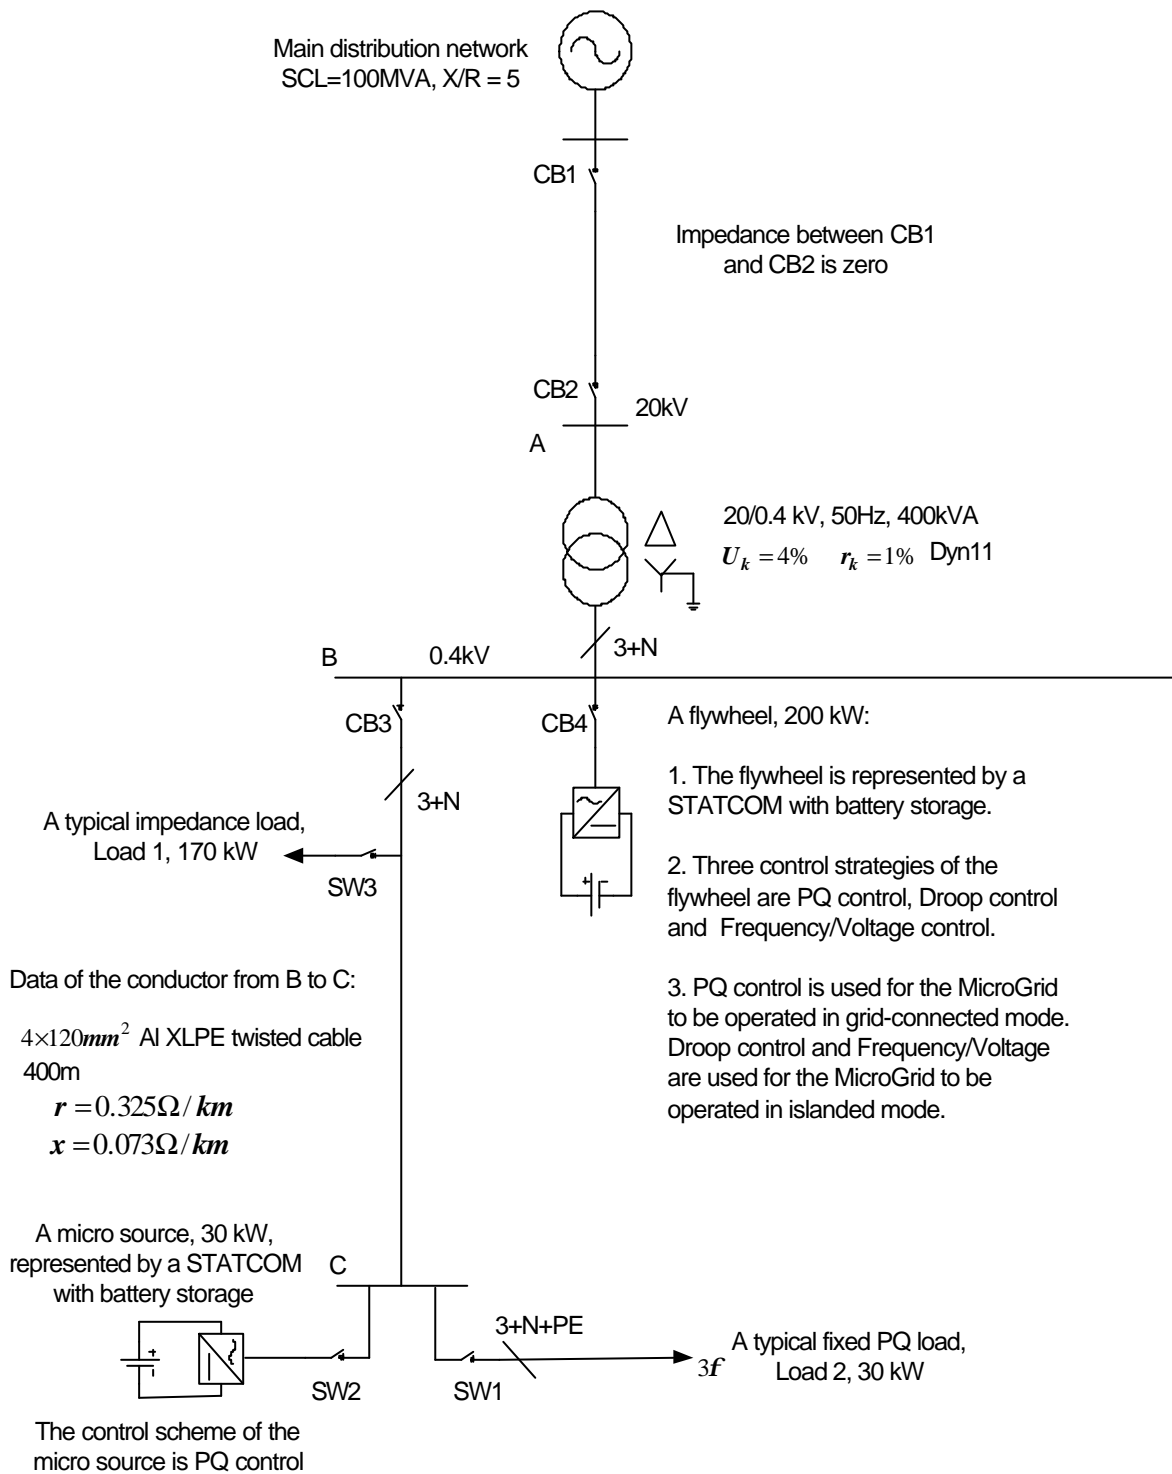 Main distribution network
SCL=100MVA, X/R = 5
CB1
Impedance between CB1
and CB2 is zero
CB2
20kV
A
20/0.4 kV, 50Hz, 400kVA
U_k = 4%  r_k = 1%  Dyn11
3+N
B
0.4kV
CB3
CB4
A flywheel, 200 kW:
1. The flywheel is represented by a
STATCOM with battery storage.
2. Three control strategies of the
flywheel are PQ control, Droop control
and Frequency/Voltage control.
3. PQ control is used for the MicroGrid
to be operated in grid-connected mode.
Droop control and Frequency/Voltage
are used for the MicroGrid to be
operated in islanded mode.
3+N
A typical impedance load,
Load 1, 170 kW
SW3
Data of the conductor from B to C:
4×120mm² Al XLPE twisted cable
400m
r = 0.325Ω/km
x = 0.073Ω/km
A micro source, 30 kW,
represented by a STATCOM
with battery storage
C
3+N+PE
SW2
SW1
3f
A typical fixed PQ load,
Load 2, 30 kW
The control scheme of the
micro source is PQ control